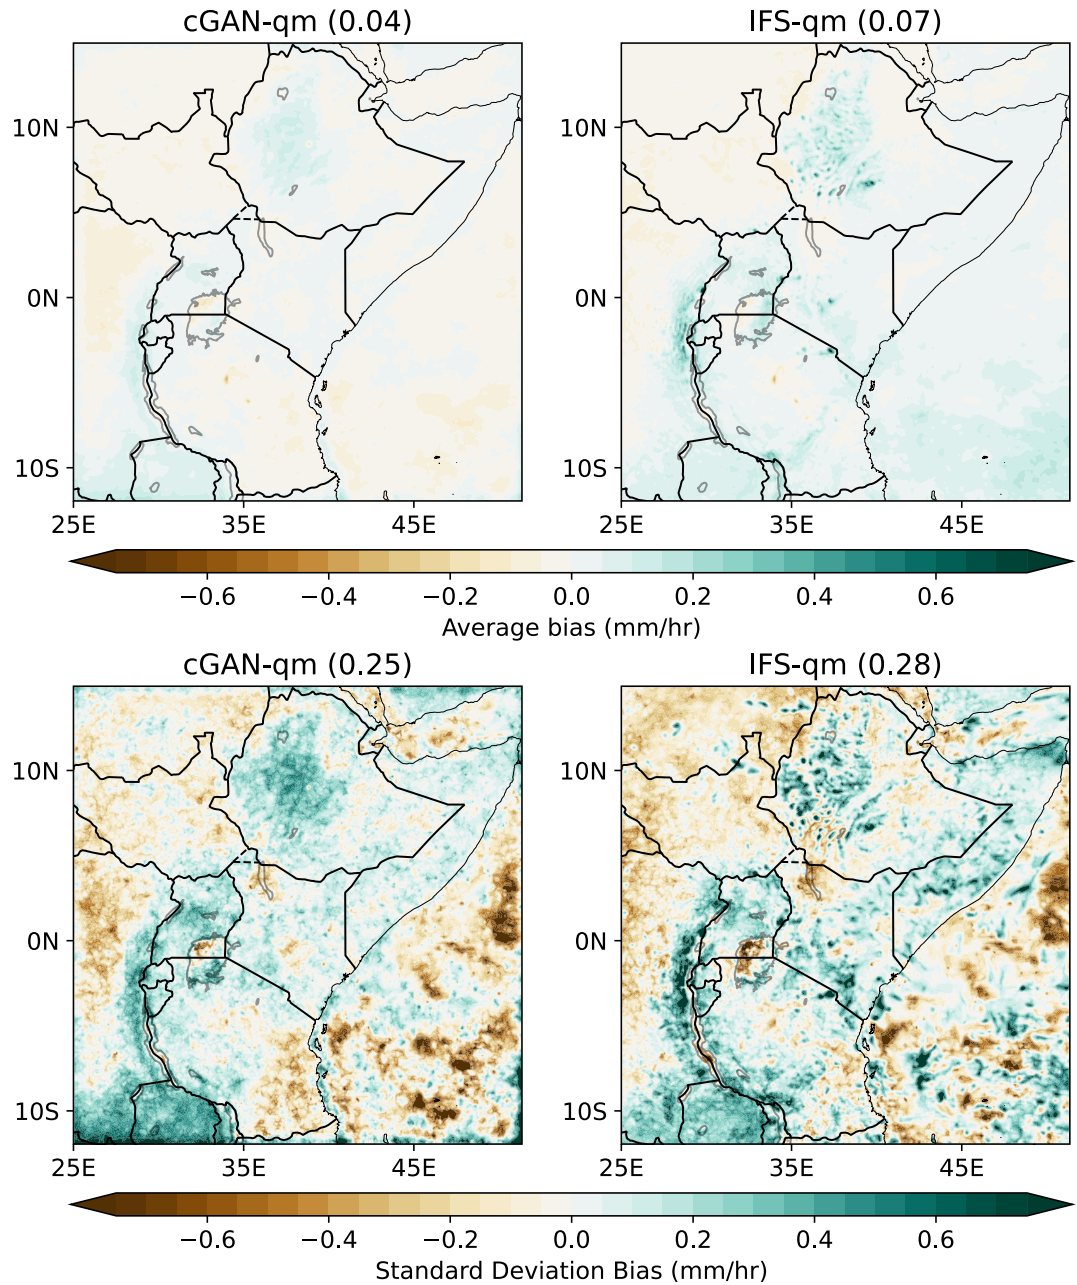 cGAN-qm (0.04) IFS-qm (0.07)
10N 10N
0N 0N
10S 10S
25E 35E 45E 25E 35E 45E
−0.6 −0.4 −0.2 0.0 0.2 0.4 0.6
Average bias (mm/hr)
cGAN-qm (0.25) IFS-qm (0.28)
10N 10N
0N 0N
10S 10S
25E 35E 45E 25E 35E 45E
−0.6 −0.4 −0.2 0.0 0.2 0.4 0.6
Standard Deviation Bias (mm/hr)